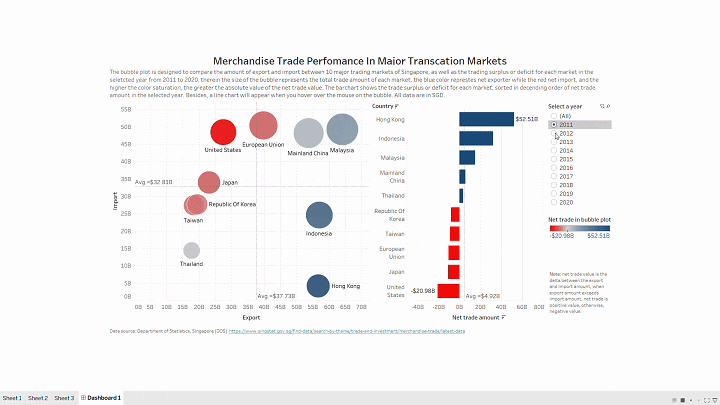 Merchandise Trade Perfomance In Maior Transcation Markets
The bubble plot is designed to compare the amount of export and import between 10 major trading markets of Singapore, as well as the trading surplus or deficit for each market in the
seletcted year from 2011 to 2020, therein the size of the bubble represents the total trade amount of each market, the blue color represtes net exporter while the red net import, and the
higher the color saturation, the greater the absolute value of the net trade value. The barchart shows the trade surplus or deficit for each market, sorted in decending order of net trade
amount in the selected year. Besides, a line chart will appear when you hover over the mouse on the bubble. All data are in SGD.
Country
Select a year
(All)
2011
2012
2013
2014
2015
2016
2017
2018
2019
2020
Net trade in bubble plot
-$20.98B $52.51B
Note: net trade value is the
delta between the export
and import amount, when
export amount exceeds
import amount, net trade is
positive value, otherwise,
negative value.
Import
55B
50B
45B
40B
35B
30B
25B
20B
15B
10B
5B
0B
Avg =$32.81B
United States
European Union
Mainland China
Malaysia
Japan
Republic Of Korea
Taiwan
Indonesia
Thailand
Hong Kong
Avg =$37.73B
0B 5B 10B 15B 20B 25B 30B 35B 40B 45B 50B 55B 60B 65B 70B
Export
Hong Kong
$52.51B
Indonesia
Malaysia
Mainland
China
Thailand
Republic Of
Korea
Taiwan
European
Union
Japan
United
States
-$20.98B
Avg =$4.92B
-40B -20B 0B 20B 40B 60B 80B
Net trade amount
Data source: Department of Statistics, Singapore (DOS) https://www.singstat.gov.sg/find-data/search-by-theme/trade-and-investment/merchandise-trade/latest-data
Sheet 1 Sheet 2 Sheet 3 Dashboard 1